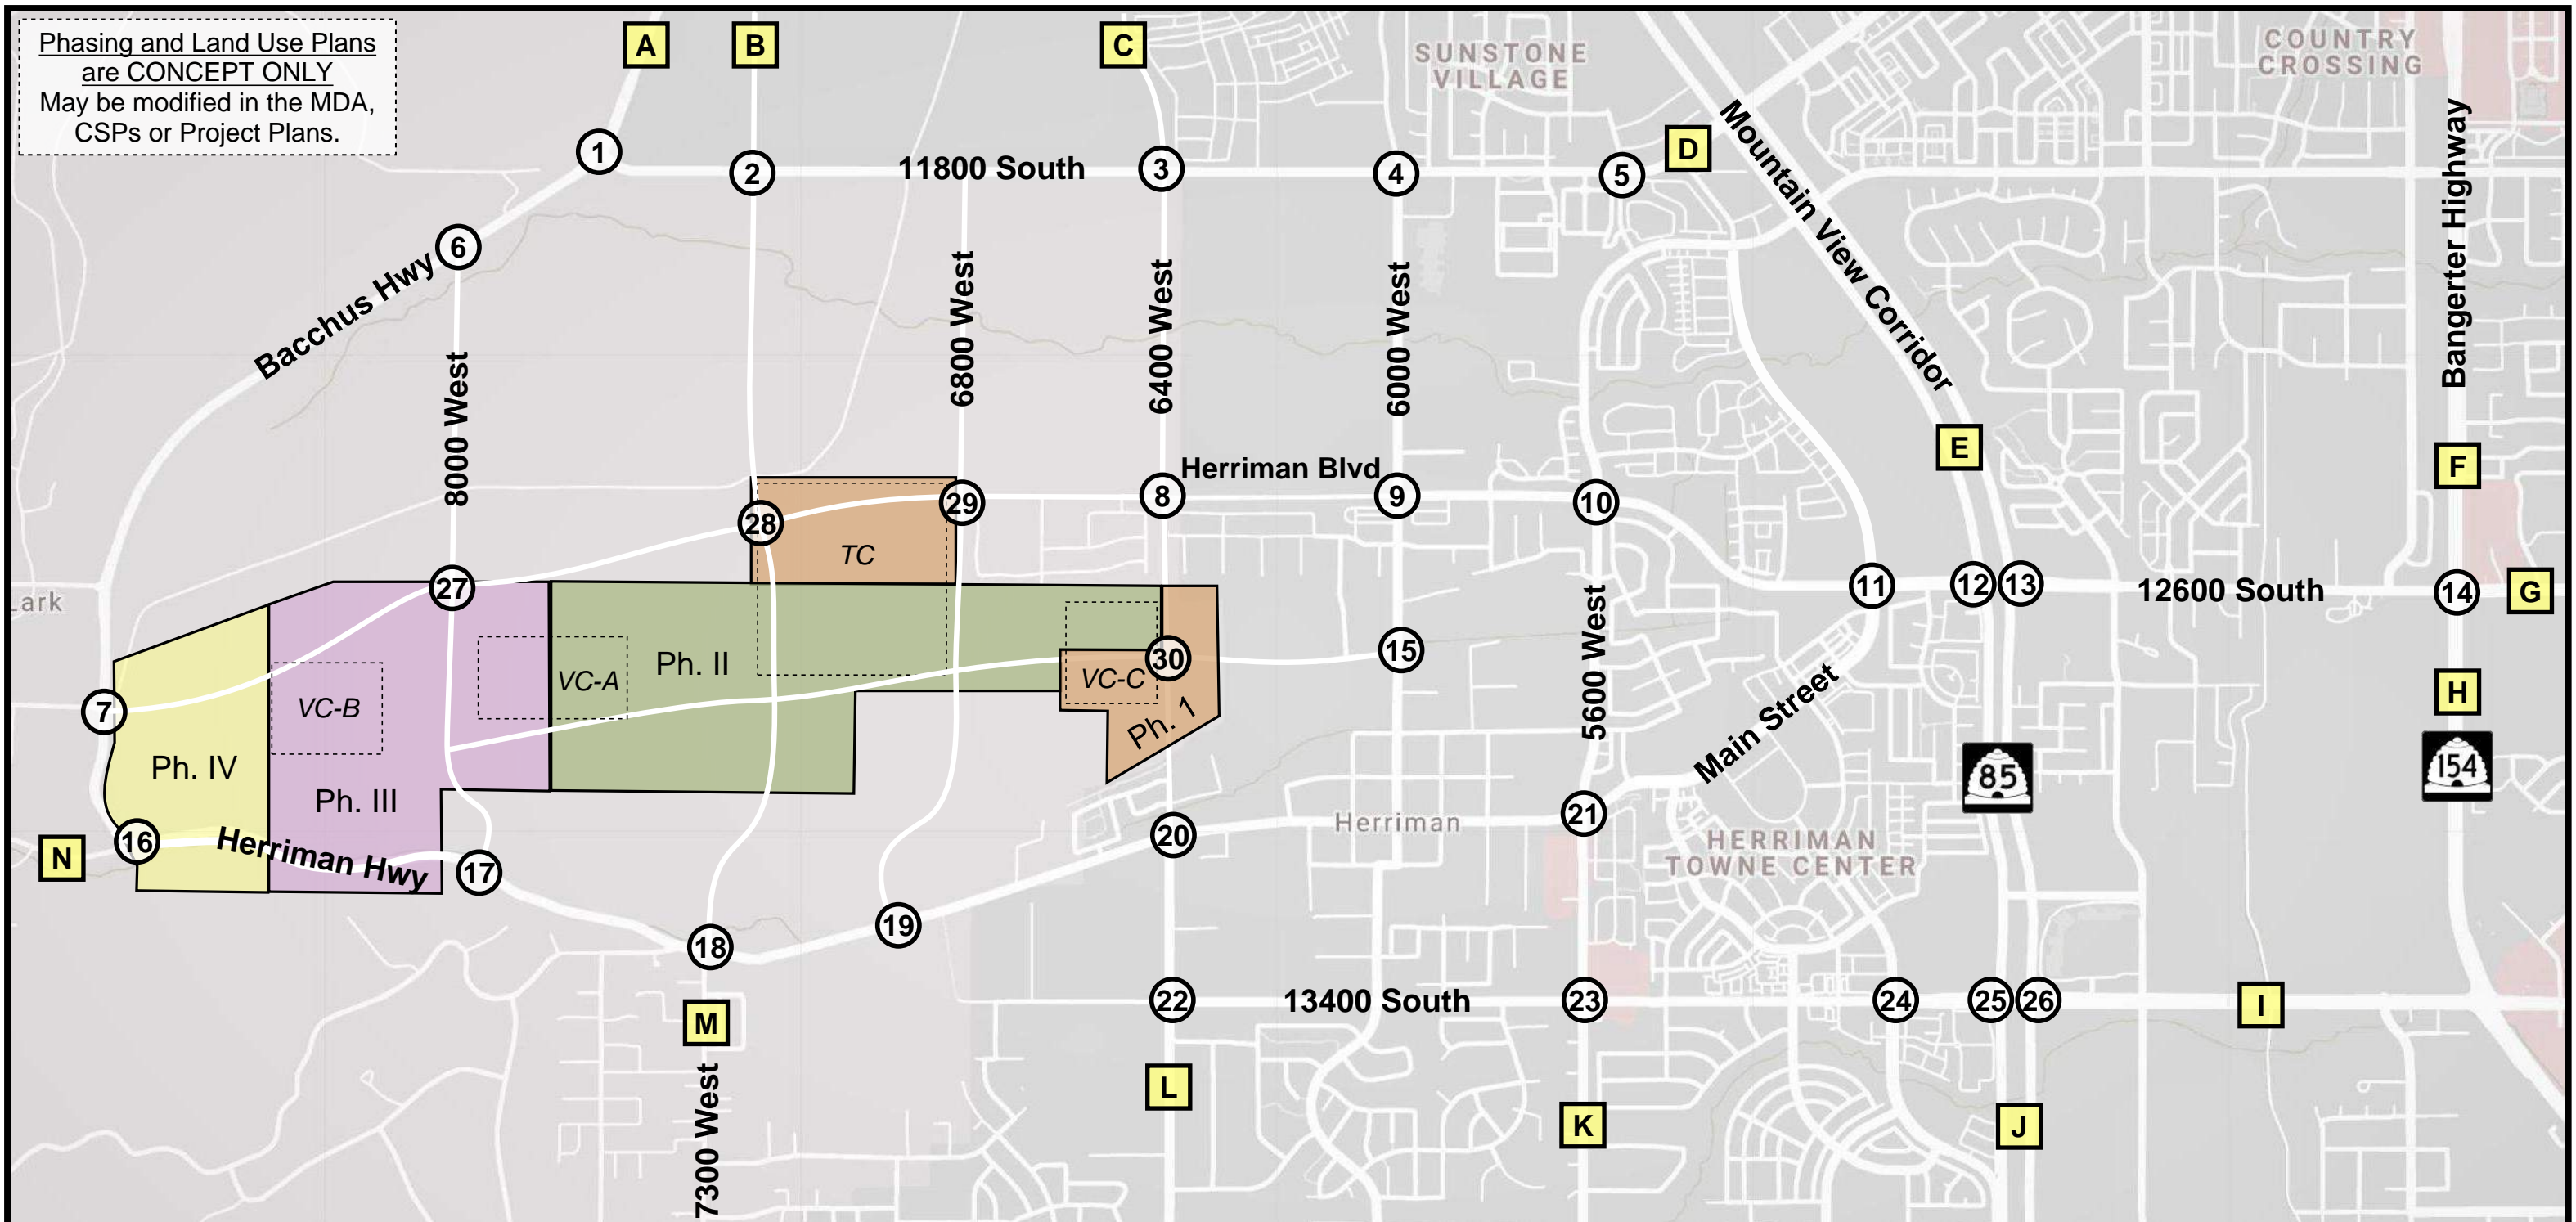 Phasing and Land Use Plans
are CONCEPT ONLY
May be modified in the MDA,
CSPs or Project Plans.
A
B
C
SUNSTONE
VILLAGE
COUNTRY
CROSSING
D
1
2
11800 South
3
4
5
Mountain View Corridor
Bangerter Highway
6
Bacchus Hwy
8000 West
6800 West
6400 West
6000 West
E
F
Herriman Blvd
28
29
8
9
10
TC
27
11
12
13
12600 South
14
G
Lark
5600 West
VC-B
VC-A
Ph. II
VC-C
30
15
H
7
Ph. 1
Main Street
85
154
Ph. IV
Ph. III
N
16
Herriman Hwy
17
20
Herriman
21
HERRIMAN
TOWNE CENTER
18
19
M
22
13400 South
23
24
25
26
I
7300 West
L
K
J